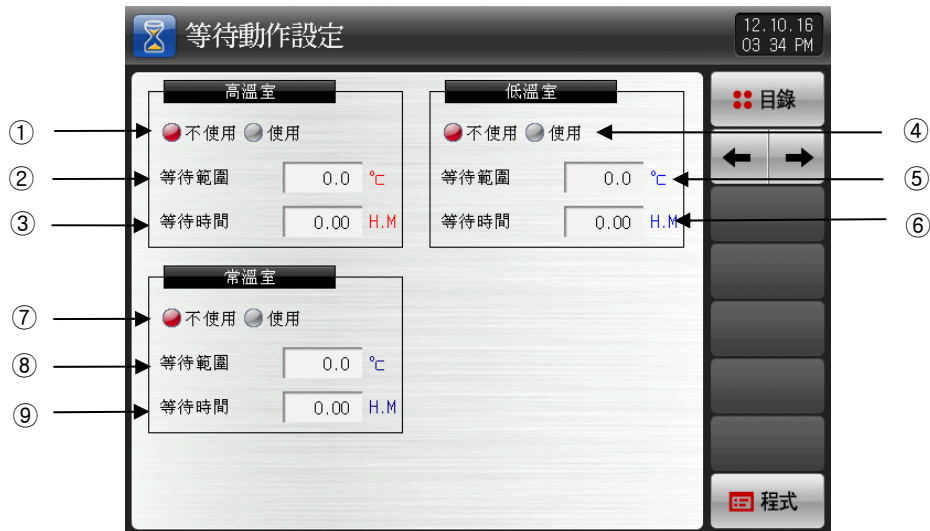 等待動作設定
12.10.16
03 34 PM
高溫室
① 不使用 使用
② 等待範圍 0.0 ℃
③ 等待時間 0.00 H.M
低溫室
不使用 使用 ④
等待範圍 0.0 ℃ ⑤
等待時間 0.00 H.M ⑥
常溫室
⑦ 不使用 使用
⑧ 等待範圍 0.0 ℃
⑨ 等待時間 0.00 H.M
目錄
程式